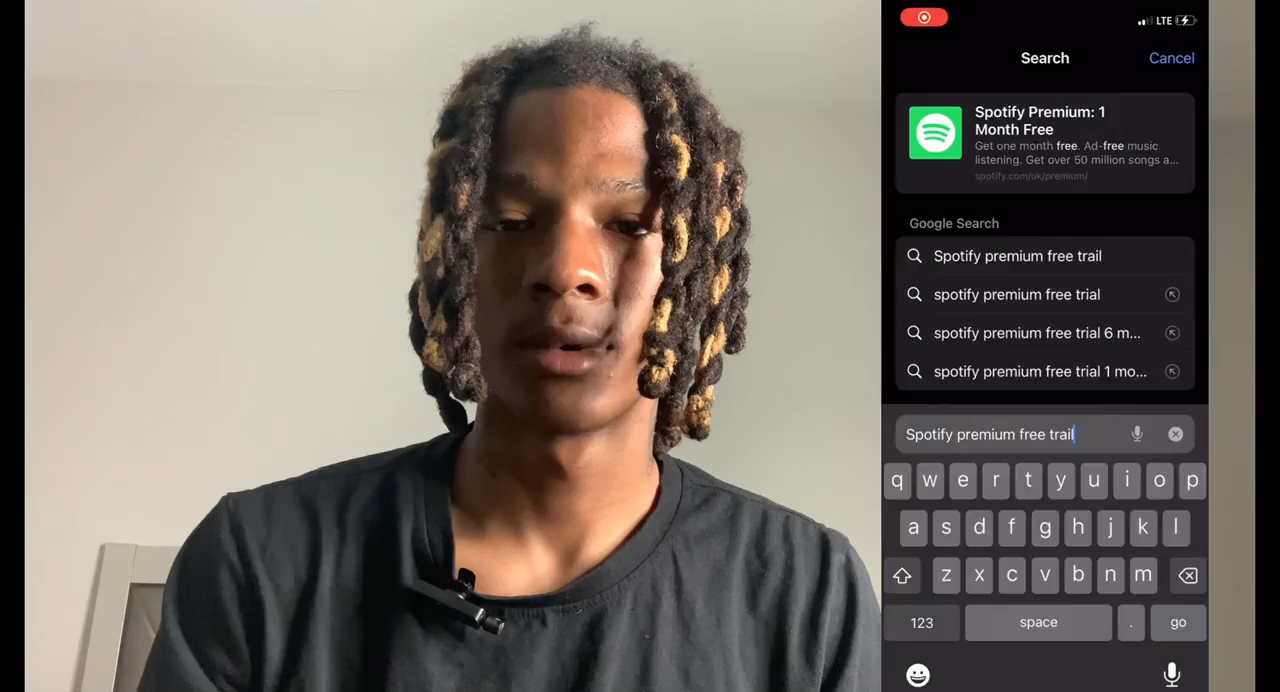 LTE
Search
Cancel
Spotify Premium: 1
Month Free
Get one month free. Ad-free music
listening. Get over 50 million songs a...
spotify.com/uk/premium/
Google Search
Spotify premium free trail
spotify premium free trial
spotify premium free trial 6 m...
spotify premium free trial 1 mo...
Spotify premium free trail
q w e r t y u i o p
a s d f g h j k l
z x c v b n m
123
space
.
go